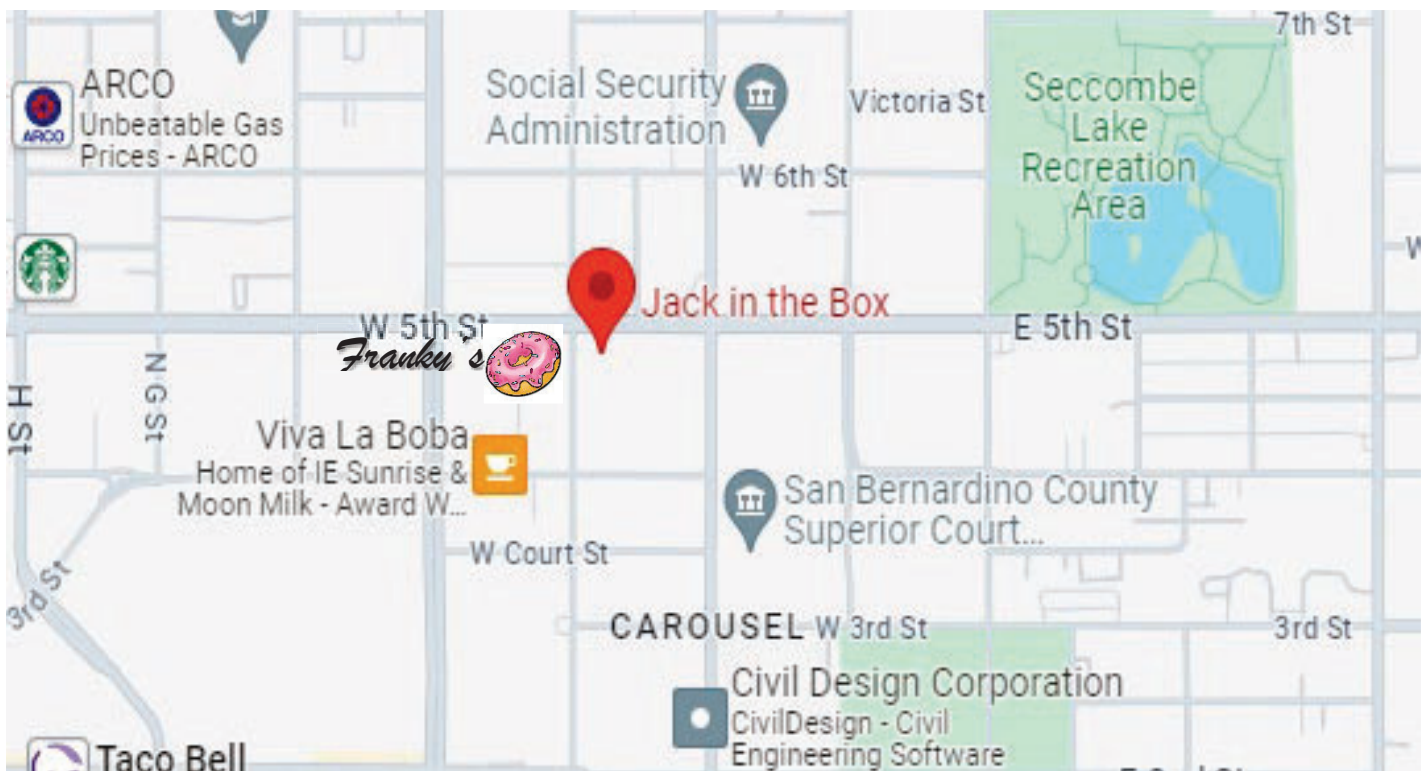 7th St
ARCO
Unbeatable Gas
Prices - ARCO
ARCO
Social Security
Administration
Victoria St
Seccombe
Lake
Recreation
Area
W 6th St
W
Jack in the Box
W 5th St
E 5th St
Franky`s
H St
N G St
Viva La Boba
Home of IE Sunrise &
Moon Milk - Award W...
San Bernardino County
Superior Court...
W Court St
3rd St
CAROUSEL
W 3rd St
3rd St
Civil Design Corporation
CivilDesign - Civil
Engineering Software
Taco Bell